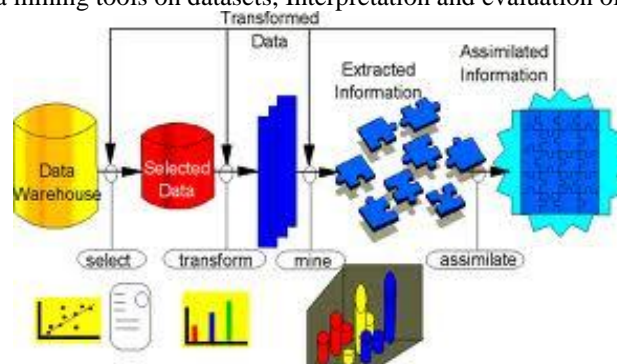 mining tools on datasets, Interpretation and evaluation of
Transformed
Data
Extracted
Information
Assimilated
Information
Data
Warehouse
Selected
Data
select
transform
mine
assimilate